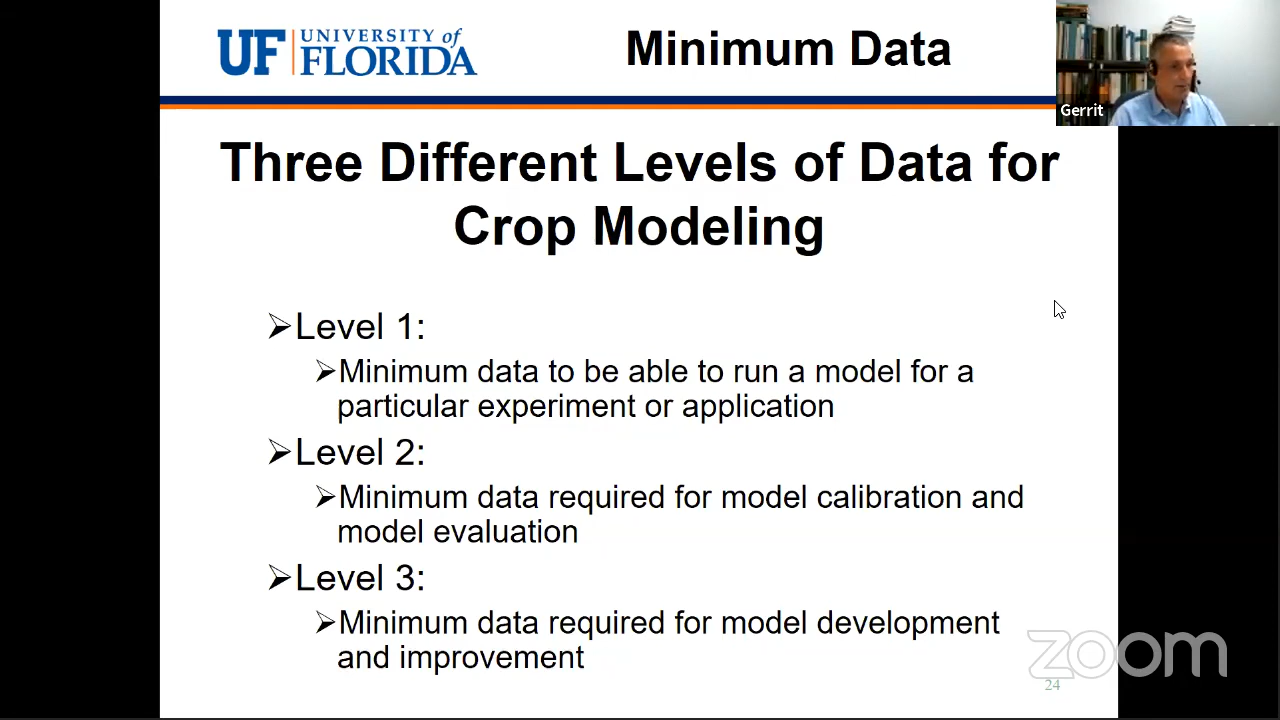 UF UNIVERSITY of
FLORIDA
Minimum Data
Gerrit
Three Different Levels of Data for
Crop Modeling
➢Level 1:
➢Minimum data to be able to run a model for a
particular experiment or application
➢Level 2:
➢Minimum data required for model calibration and
model evaluation
➢Level 3:
➢Minimum data required for model development
and improvement
zoom
24